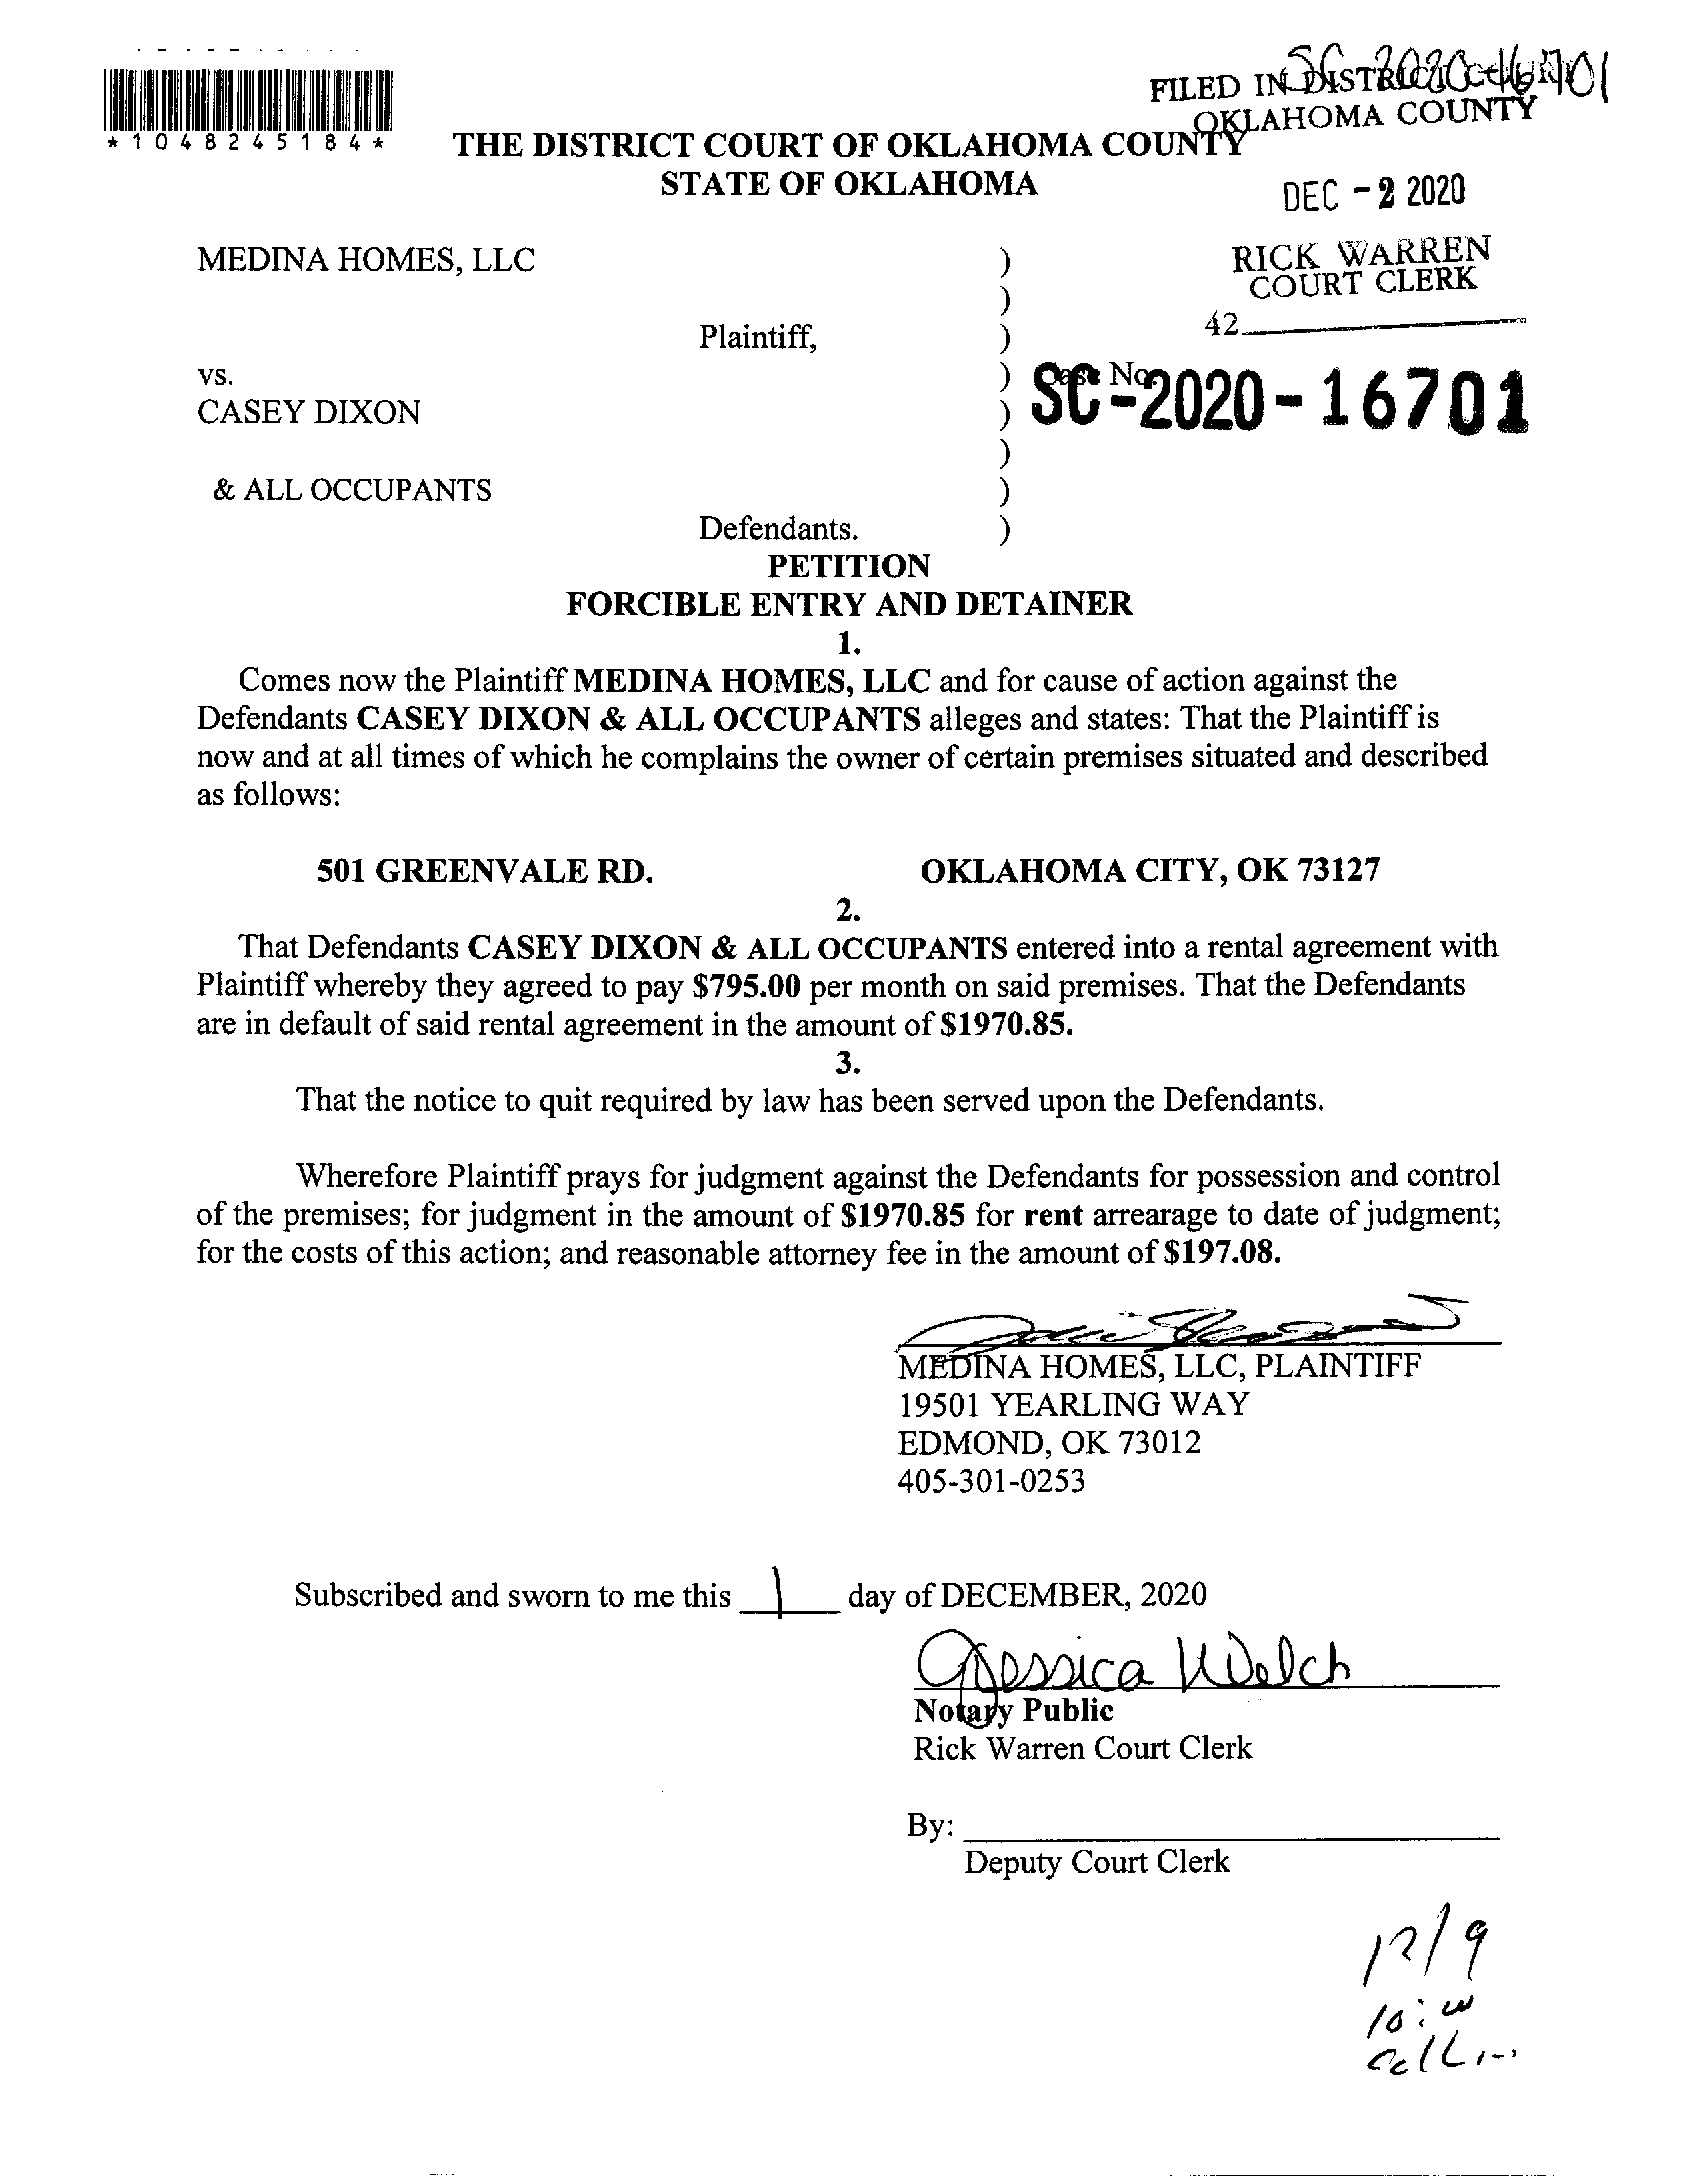 SC-2020-16701
FILED IN DISTRICT COURT
OKLAHOMA COUNTY
*1048245184*
THE DISTRICT COURT OF OKLAHOMA COUNTY
STATE OF OKLAHOMA
DEC -2 2020
MEDINA HOMES, LLC )
RICK WARREN
COURT CLERK
)
Plaintiff, )
42
vs. ) Case No.
SC-2020-16701
CASEY DIXON )
)
& ALL OCCUPANTS )
Defendants. )
PETITION
FORCIBLE ENTRY AND DETAINER
1.
Comes now the Plaintiff MEDINA HOMES, LLC and for cause of action against the
Defendants CASEY DIXON & ALL OCCUPANTS alleges and states: That the Plaintiff is
now and at all times of which he complains the owner of certain premises situated and described
as follows:
501 GREENVALE RD. OKLAHOMA CITY, OK 73127
2.
That Defendants CASEY DIXON & ALL OCCUPANTS entered into a rental agreement with
Plaintiff whereby they agreed to pay $795.00 per month on said premises. That the Defendants
are in default of said rental agreement in the amount of $1970.85.
3.
That the notice to quit required by law has been served upon the Defendants.
Wherefore Plaintiff prays for judgment against the Defendants for possession and control
of the premises; for judgment in the amount of $1970.85 for rent arrearage to date of judgment;
for the costs of this action; and reasonable attorney fee in the amount of $197.08.
MEDINA HOMES, LLC, PLAINTIFF
19501 YEARLING WAY
EDMOND, OK 73012
405-301-0253
Subscribed and sworn to me this 1 day of DECEMBER, 2020
Jessica Welch
Notary Public
Rick Warren Court Clerk
By:
Deputy Court Clerk
12/9